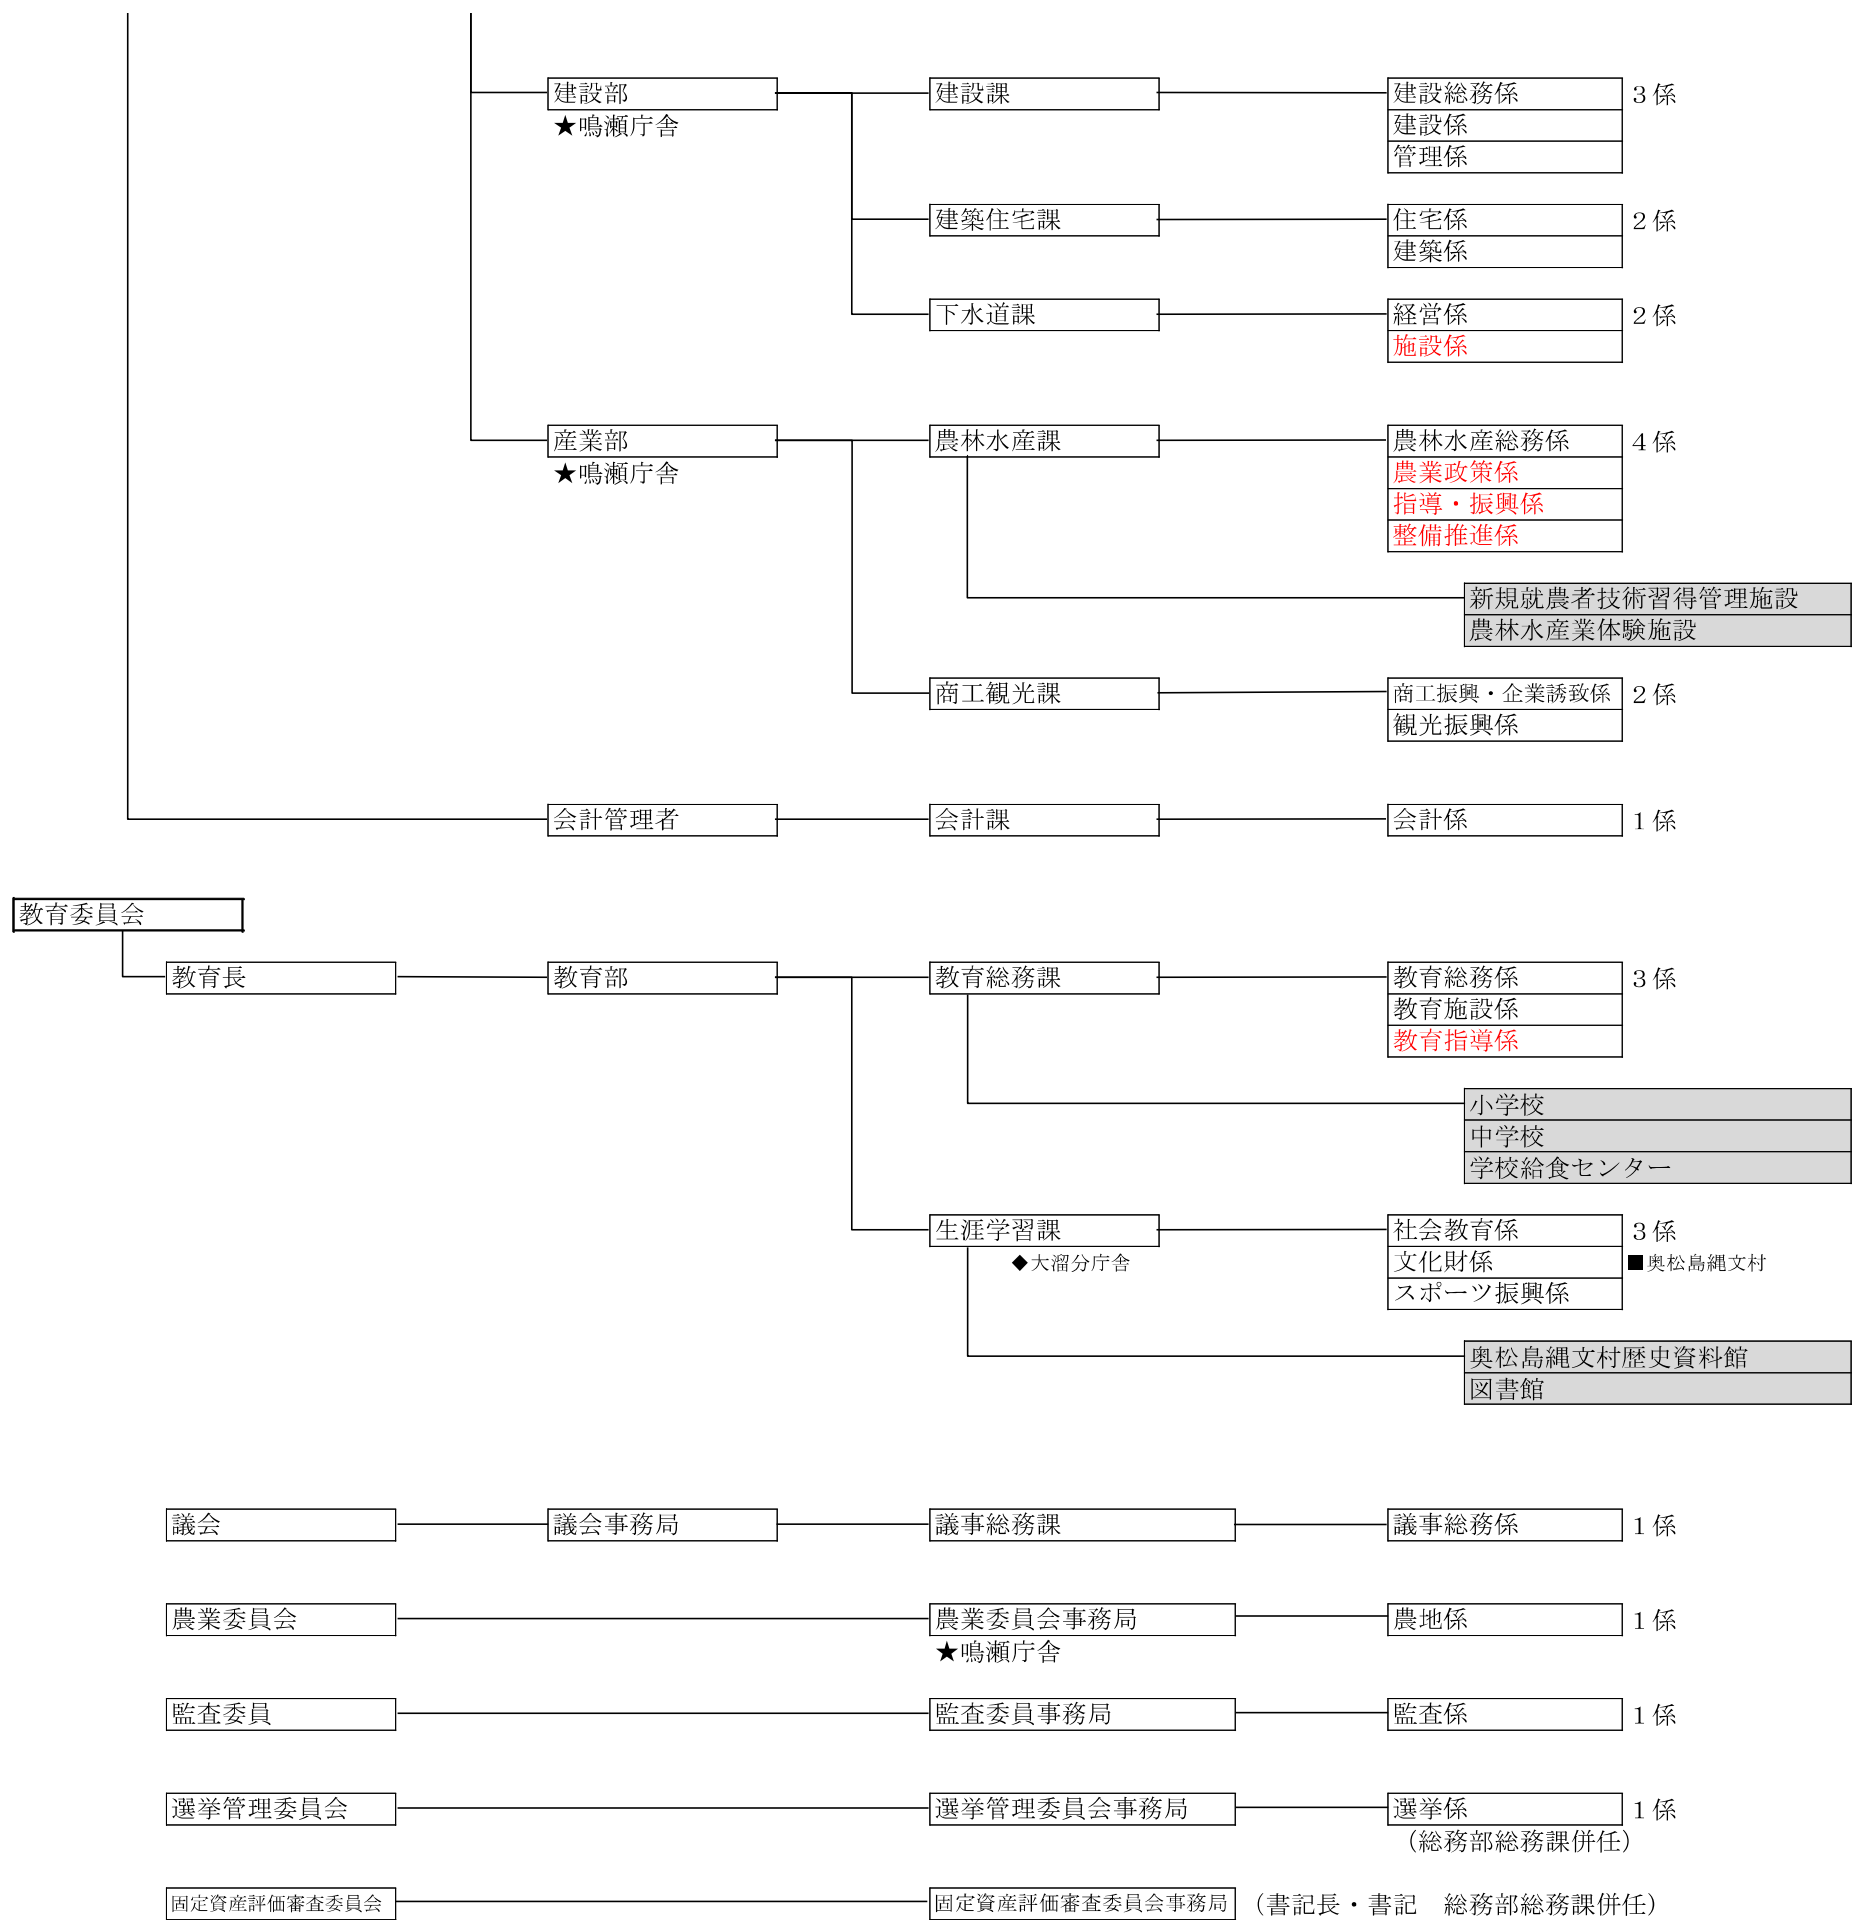 建設部 建設課 建設総務係 3係
★鳴瀬庁舎 建設係
管理係
建築住宅課 住宅係 2係
建築係
下水道課 経営係 2係
施設係
産業部 農林水産課 農林水産総務係 4係
★鳴瀬庁舎 農業政策係
指導・振興係
整備推進係
新規就農者技術習得管理施設
農林水産業体験施設
商工観光課 商工振興・企業誘致係 2係
観光振興係
会計管理者 会計課 会計係 1係
教育委員会
教育長 教育部 教育総務課 教育総務係 3係
教育施設係
教育指導係
小学校
中学校
学校給食センター
生涯学習課 社会教育係 3係
◆大溜分庁舎 文化財係 ■奥松島縄文村
スポーツ振興係
奥松島縄文村歴史資料館
図書館
議会 議会事務局 議事総務課 議事総務係 1係
農業委員会 農業委員会事務局 農地係 1係
★鳴瀬庁舎
監査委員 監査委員事務局 監査係 1係
選挙管理委員会 選挙管理委員会事務局 選挙係 1係
（総務部総務課併任）
固定資産評価審査委員会 固定資産評価審査委員会事務局 （書記長・書記　総務部総務課併任）